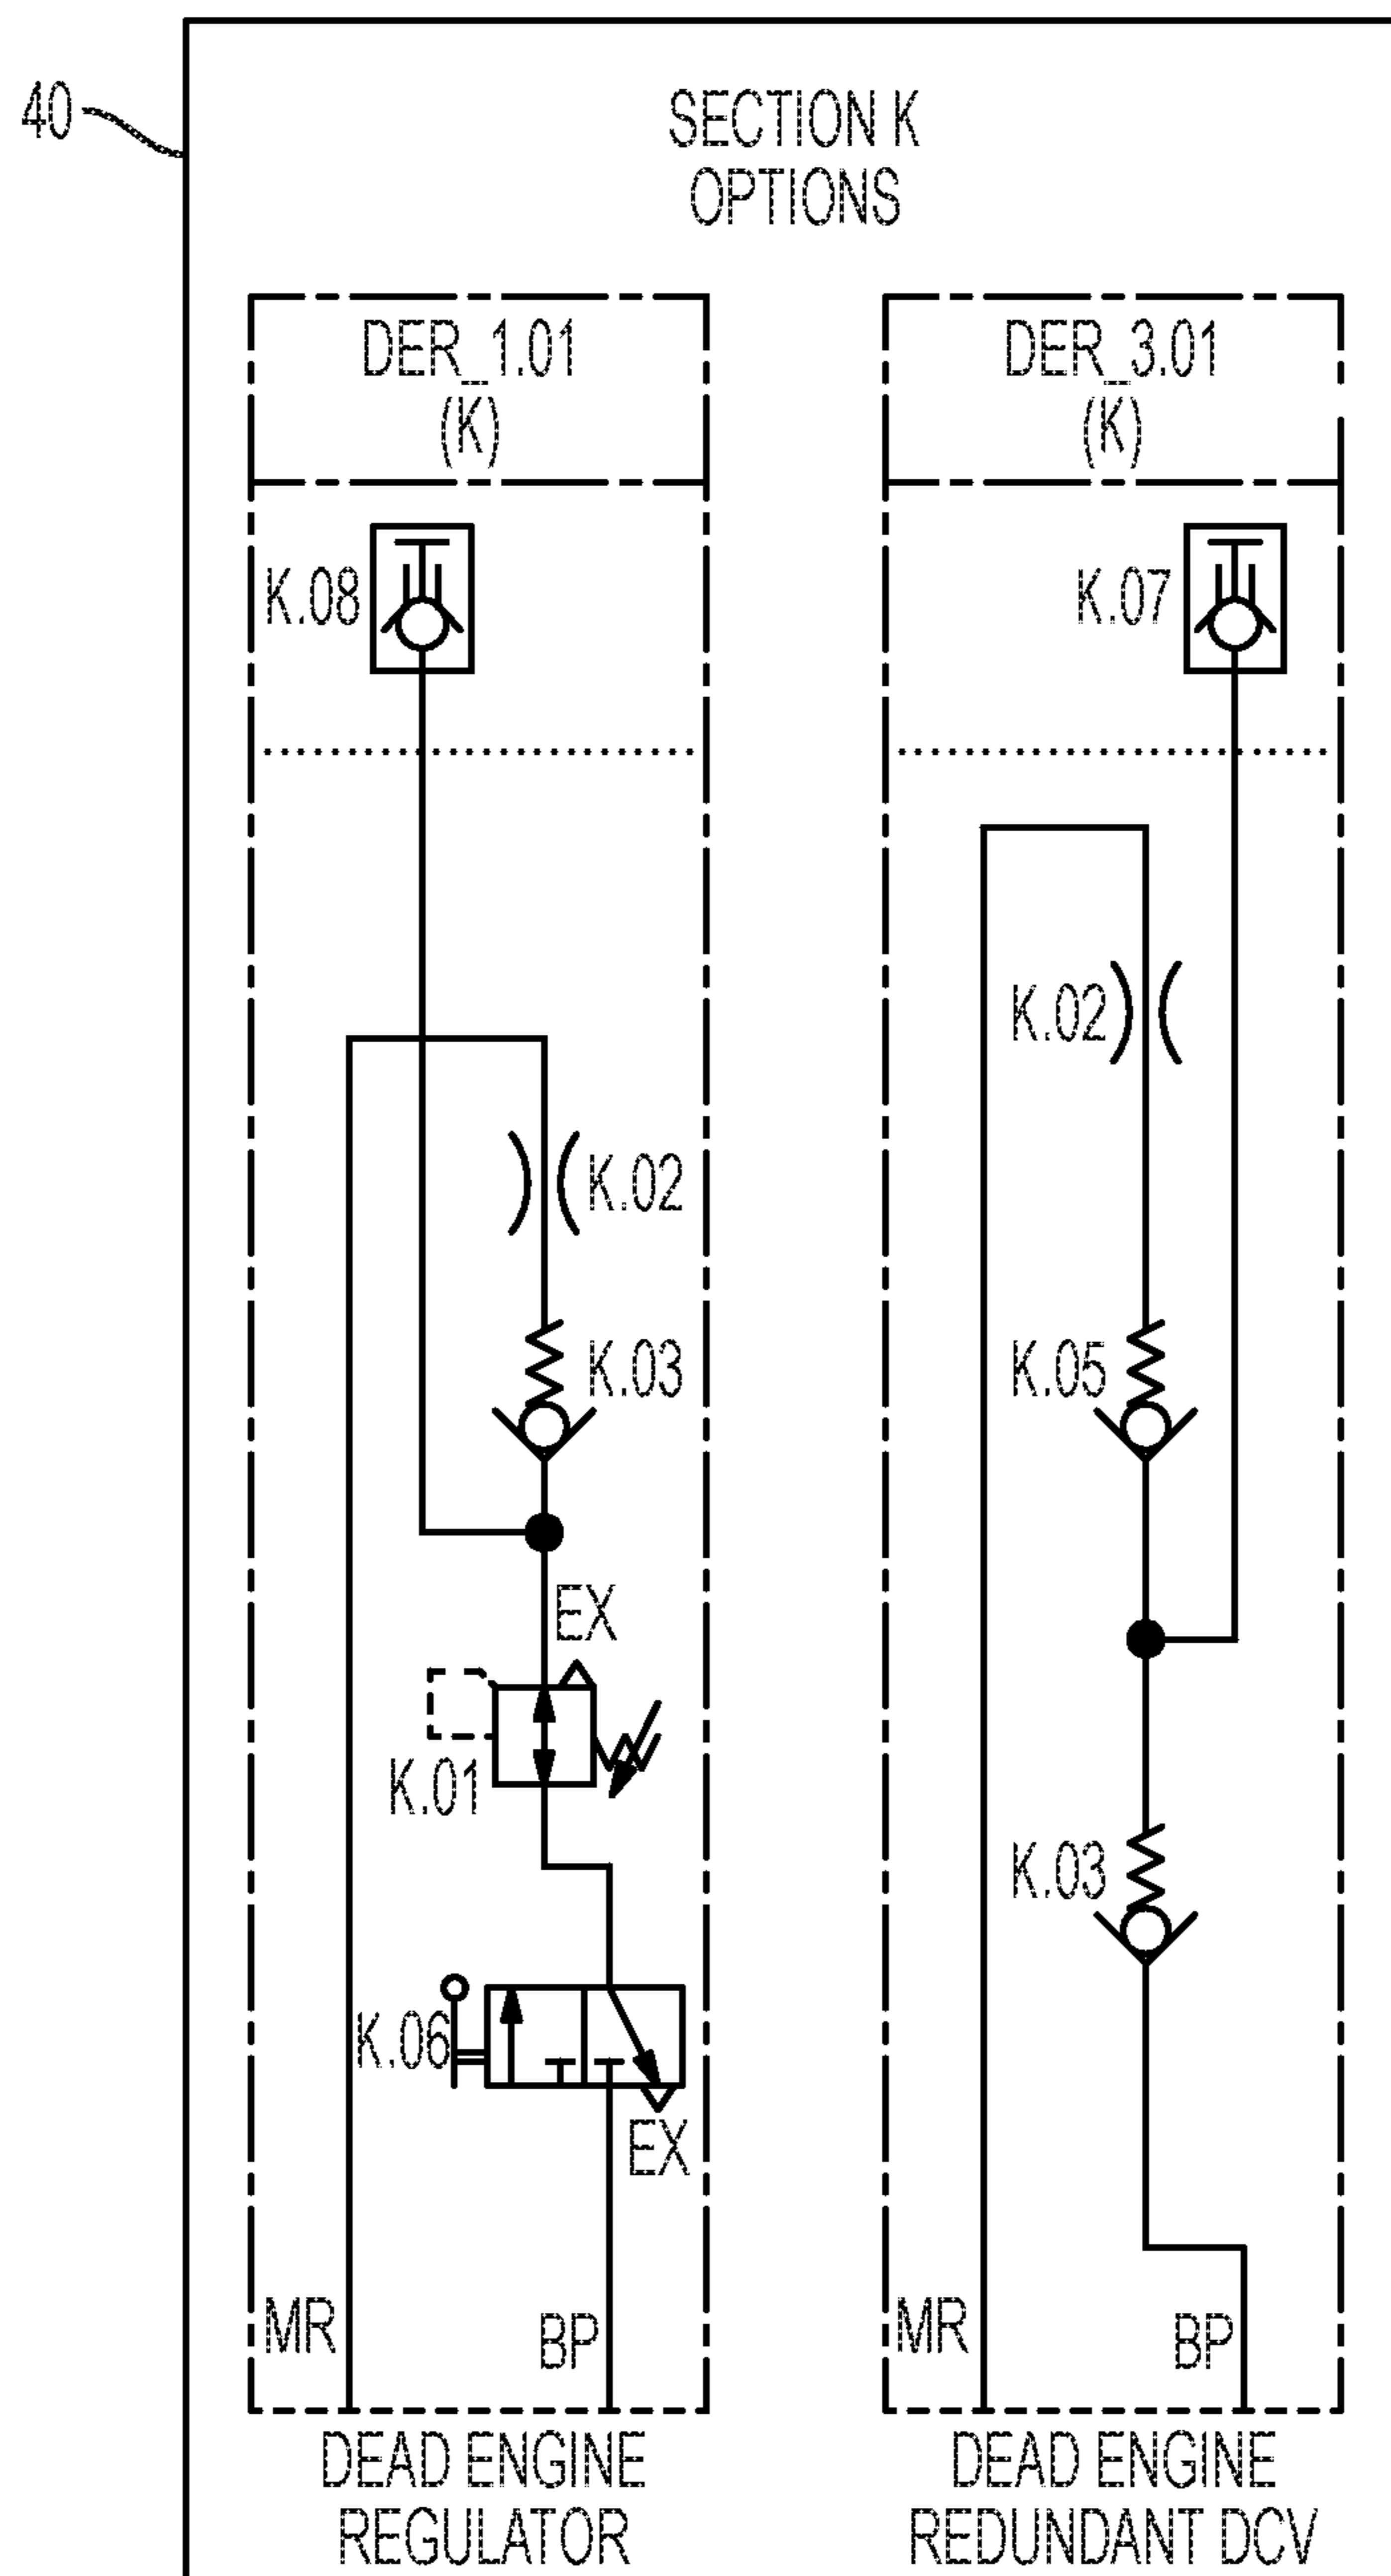 40
SECTION K
OPTIONS
DER_1.01
(K)
K.08
K.02
K.03
EX
K.01
K.06
EX
MR
BP
DEAD ENGINE
REGULATOR
DER_3.01
(K)
K.07
K.02
K.05
K.03
MR
BP
DEAD ENGINE
REDUNDANT DCV